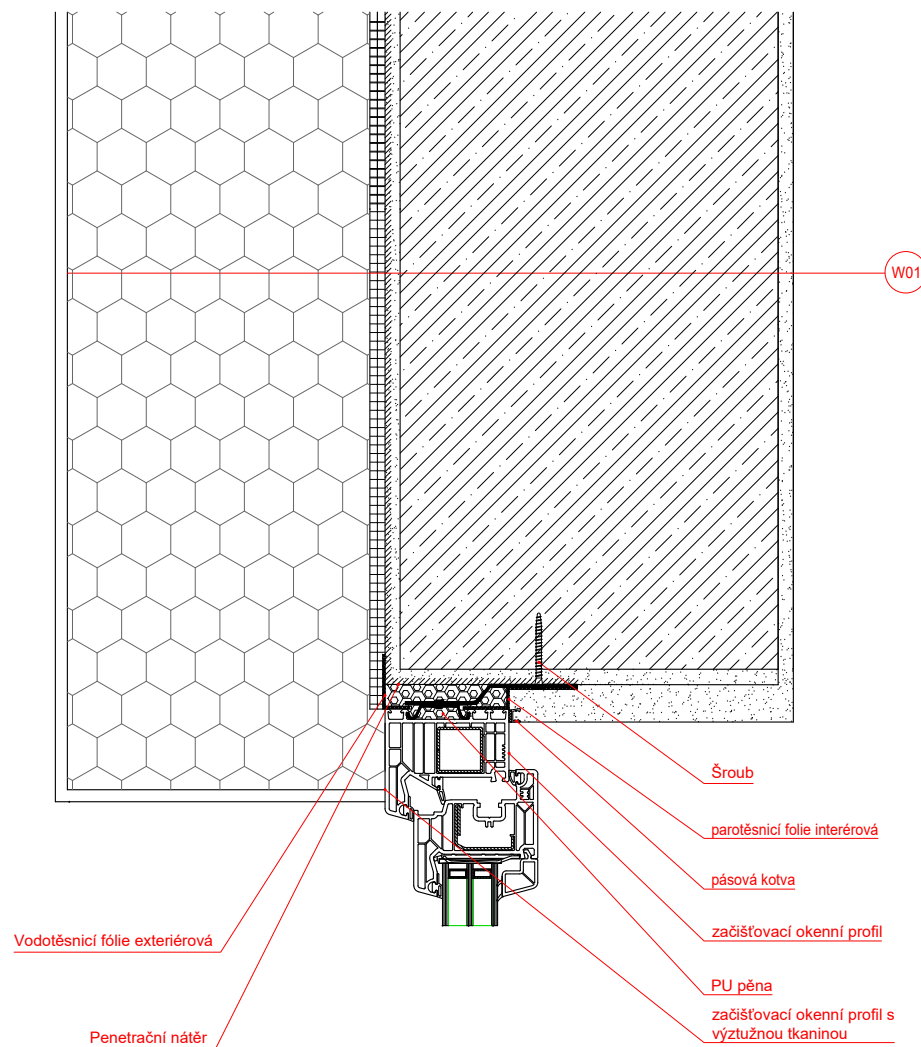 W01
Šroub
parotěsnicí folie interérová
pásová kotva
začišťovací okenní profil
Vodotěsnicí fólie exteriérová
PU pěna
začišťovací okenní profil s
výztužnou tkaninou
Penetrační nátěr